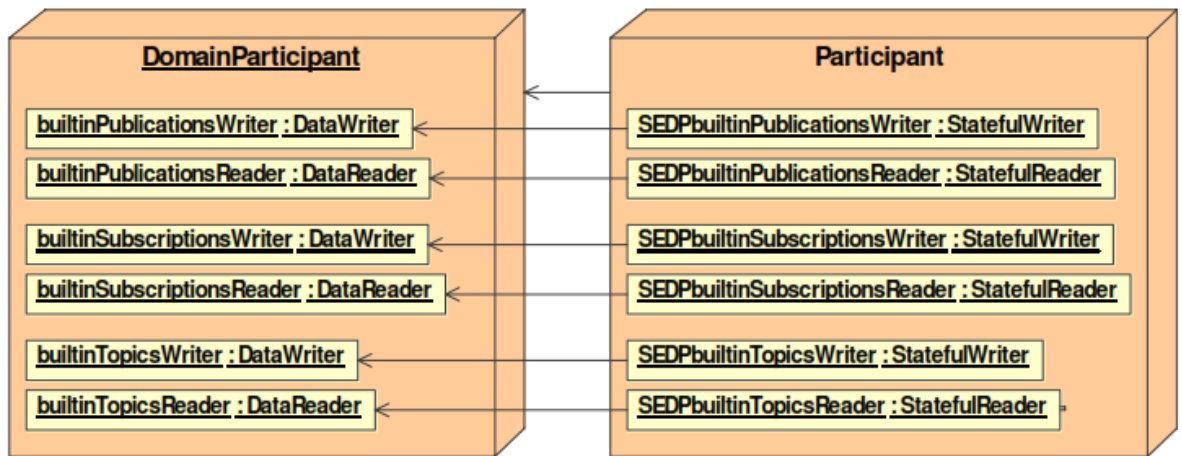 DomainParticipant
builtinPublicationsWriter : DataWriter
builtinPublicationsReader : DataReader
builtinSubscriptionsWriter : DataWriter
builtinSubscriptionsReader : DataReader
builtinTopicsWriter : DataWriter
builtinTopicsReader : DataReader
Participant
SEDPbuiltinPublicationsWriter : StatefulWriter
SEDPbuiltinPublicationsReader : StatefulReader
SEDPbuiltinSubscriptionsWriter : StatefulWriter
SEDPbuiltinSubscriptionsReader : StatefulReader
SEDPbuiltinTopicsWriter : StatefulWriter
SEDPbuiltinTopicsReader : StatefulReader